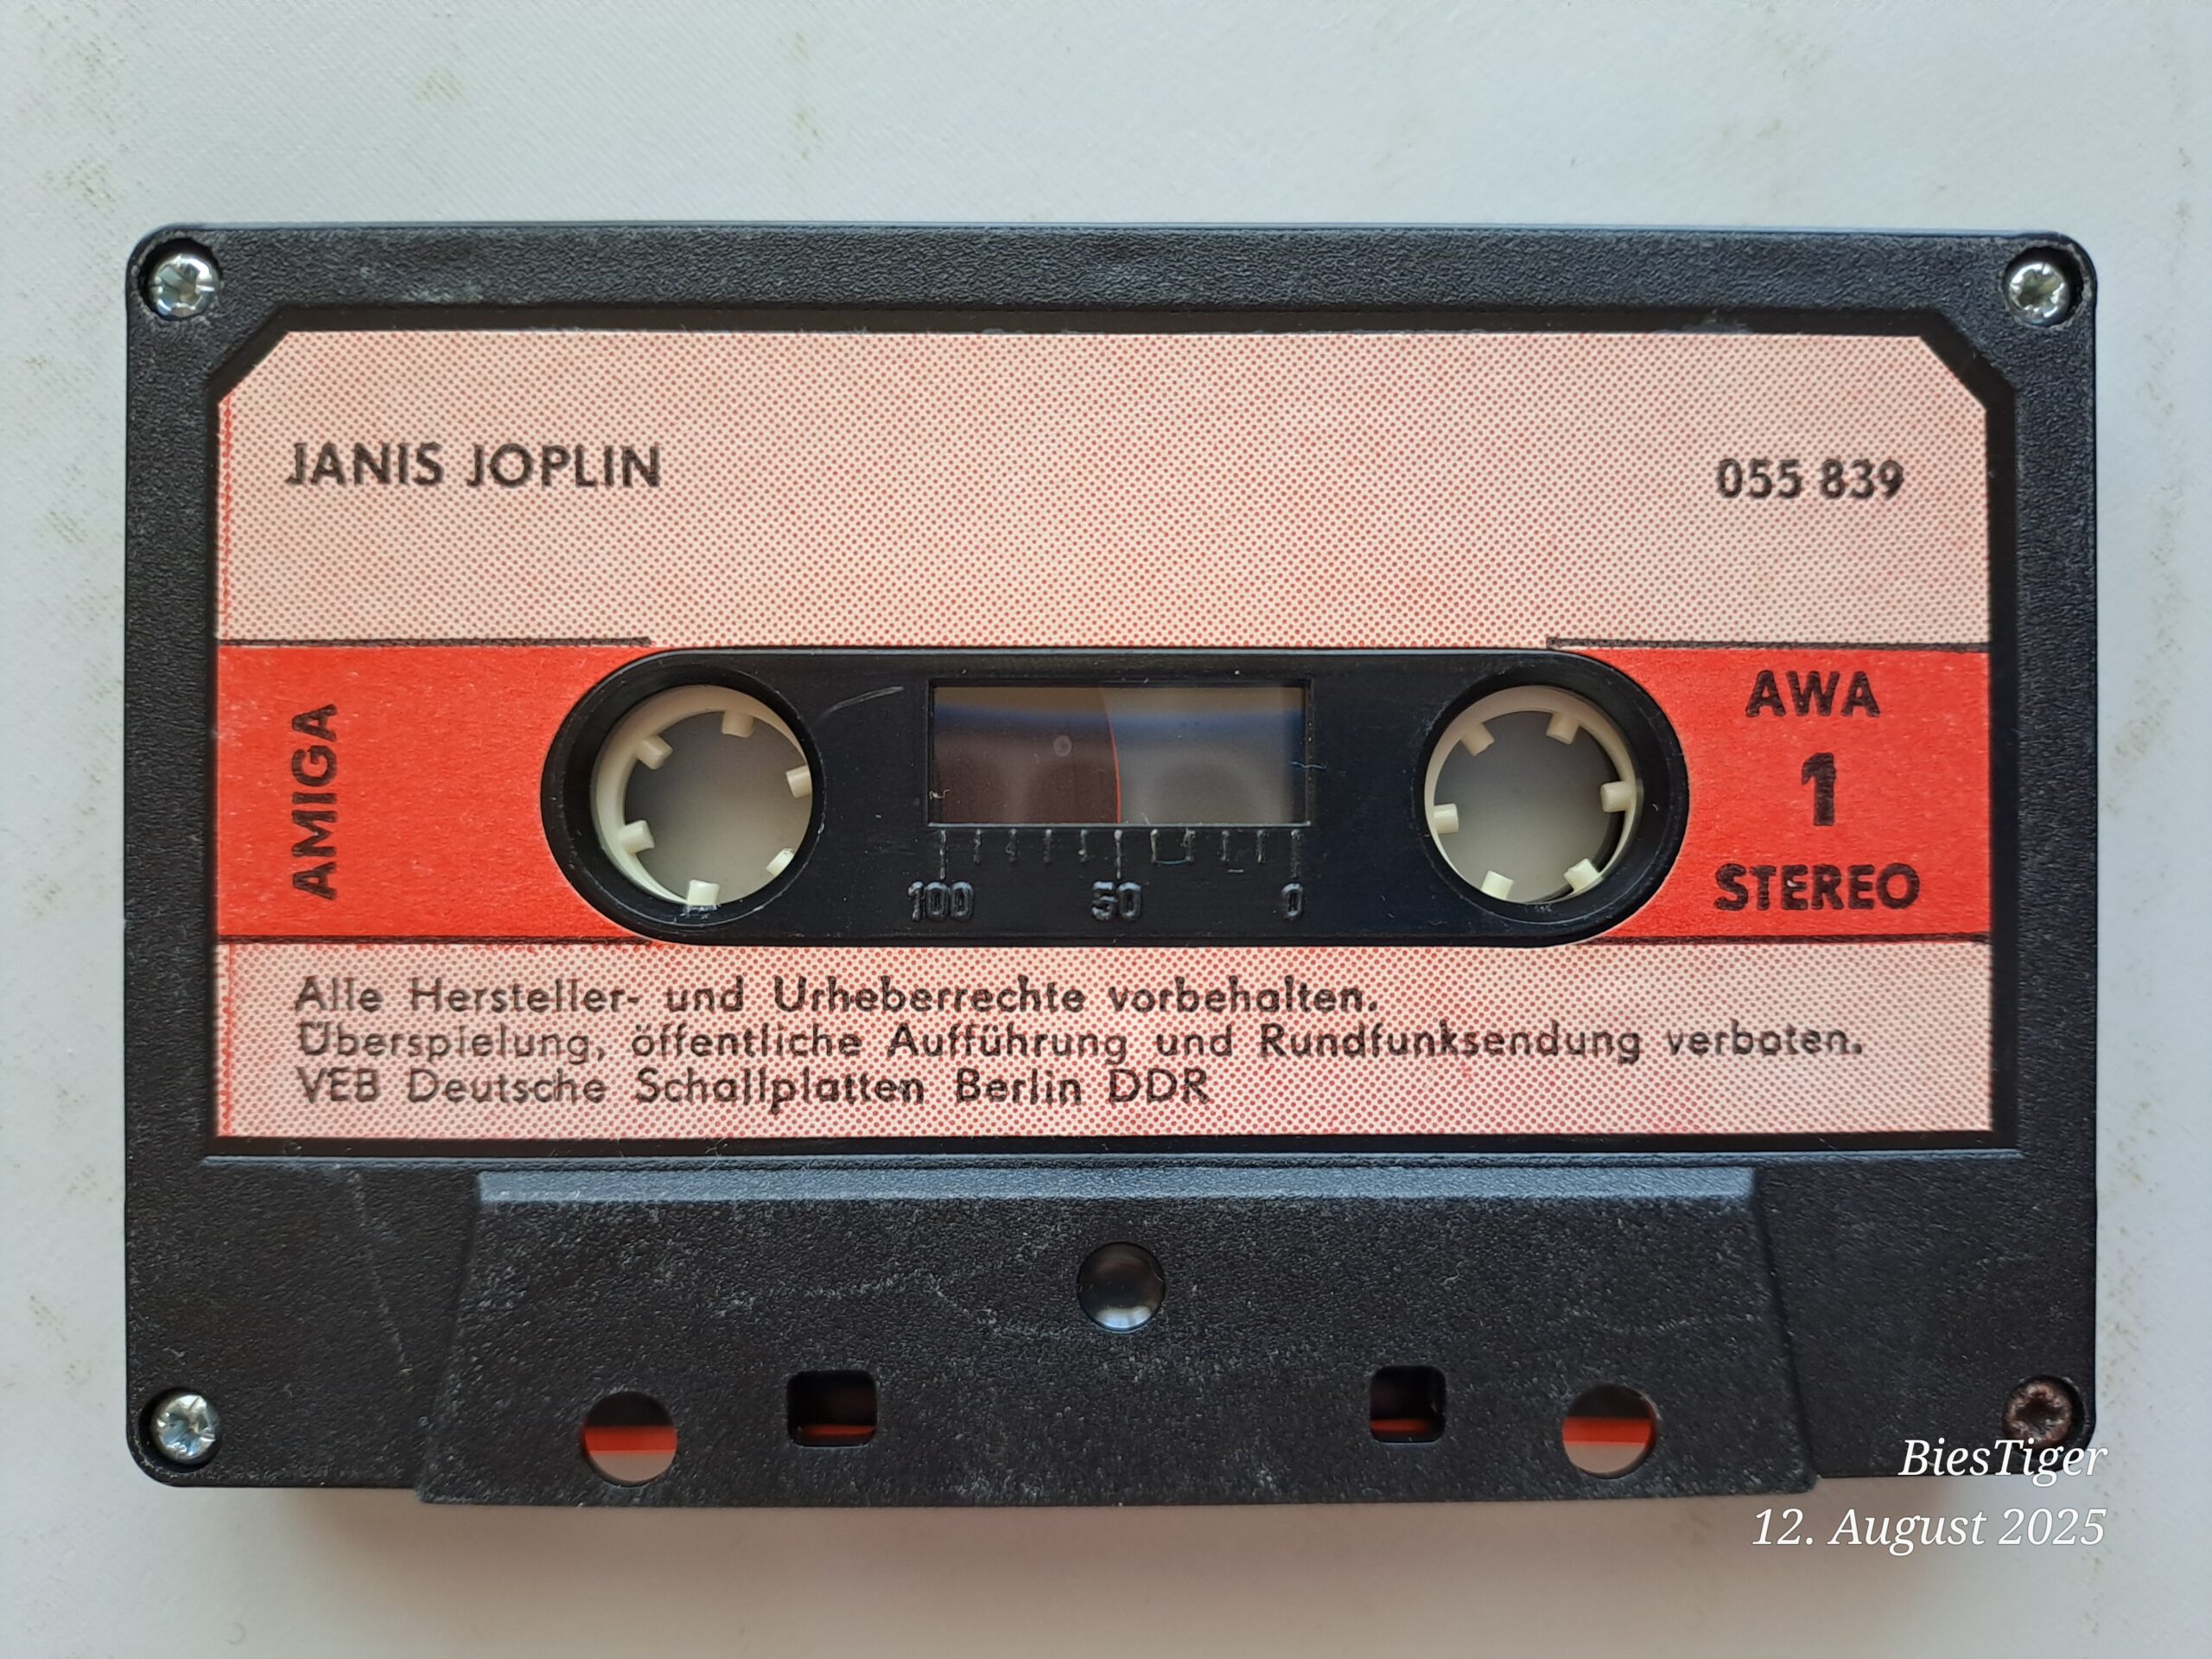 JANIS JOPLIN
055 839
AMIGA
AWA
1
STEREO
100 50 0
Alle Hersteller- und Urheberrechte vorbehalten.
Überspielung, öffentliche Aufführung und Rundfunksendung verboten.
VEB Deutsche Schallplatten Berlin DDR
BiesTiger
12. August 2025